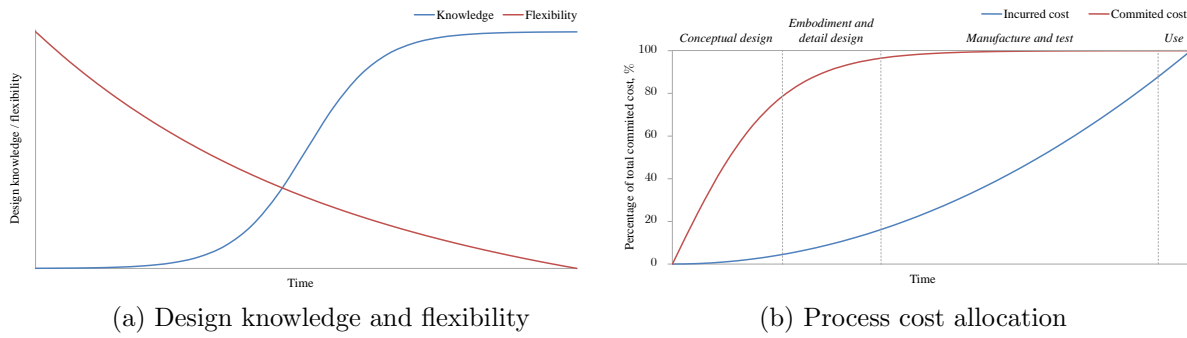 Knowledge Flexibility
Design knowledge / flexibility
Time
(a) Design knowledge and flexibility
Incurred cost Commited cost
Conceptual design
Embodiment and
detail design
Manufacture and test
Use
Percentage of total commited cost, %
100
80
60
40
20
0
Time
(b) Process cost allocation